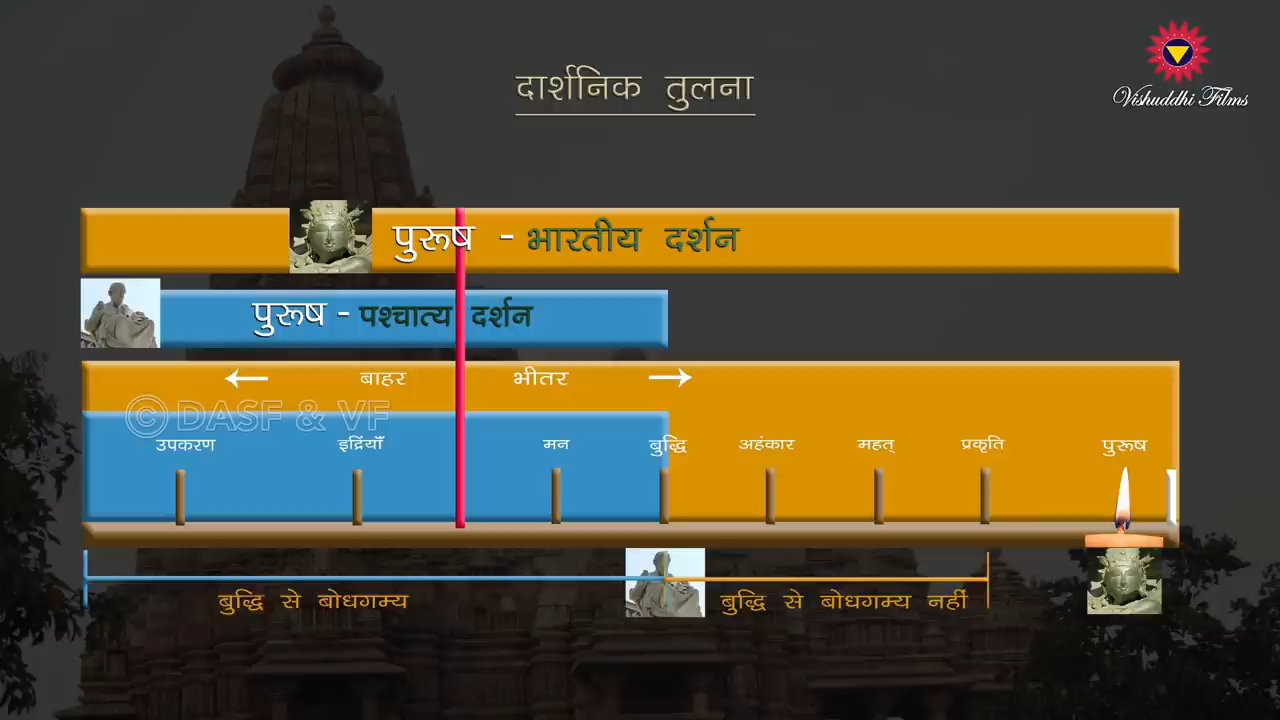 दार्शनिक तुलना
Vishuddhi Films
पुरूष - भारतीय दर्शन
पुरूष - पश्चात्य दर्शन
← बाहर भीतर →
© DASF & VF
उपकरण इद्रिंयाँ मन बुद्धि अहंकार महत् प्रकृति पुरूष
बुद्धि से बोधगम्य बुद्धि से बोधगम्य नहीं